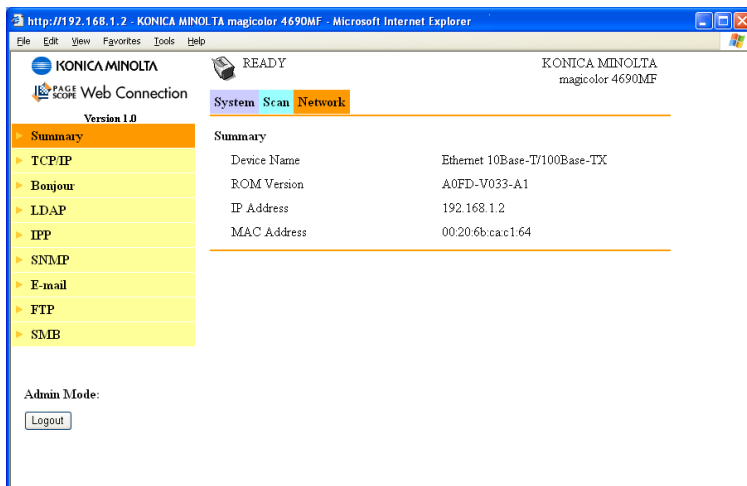 http://192.168.1.2 - KONICA MINOLTA magicolor 4690MF - Microsoft Internet Explorer
File Edit View Favorites Tools Help
KONICA MINOLTA
PAGE SCOPE Web Connection
Version 1.0
READY
KONICA MINOLTA
magicolor 4690MF
System Scan Network
Summary
TCP/IP
Bonjour
LDAP
IPP
SNMP
E-mail
FTP
SMB
Admin Mode:
Logout
Summary
Device Name Ethernet 10Base-T/100Base-TX
ROM Version A0FD-V033-A1
IP Address 192.168.1.2
MAC Address 00:20:6b:ca:c1:64